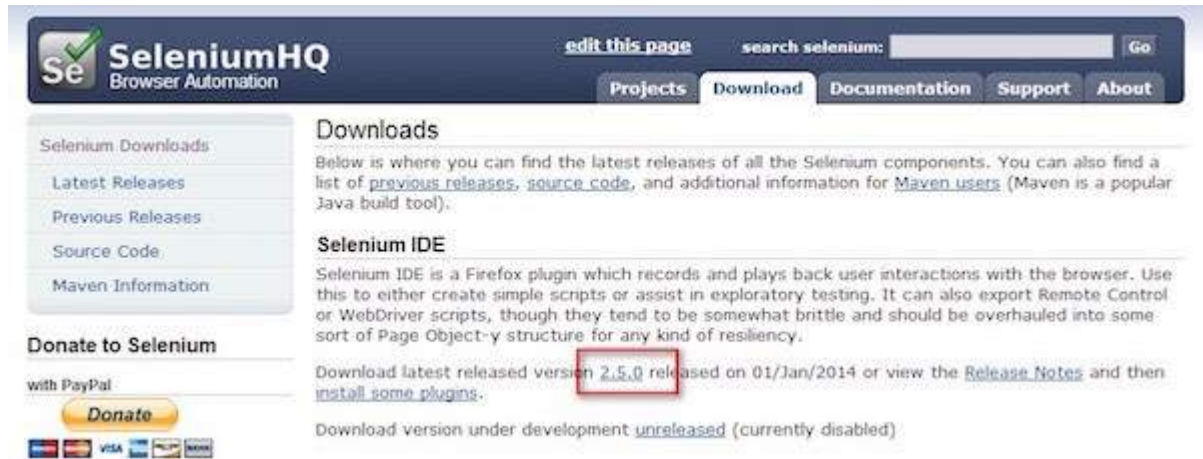 Se
SeleniumHQ
Browser Automation
edit this page
search selenium:
Go
Projects
Download
Documentation
Support
About
Selenium Downloads
Latest Releases
Previous Releases
Source Code
Maven Information
Donate to Selenium
with PayPal
Donate
VISA
Downloads
Below is where you can find the latest releases of all the Selenium components. You can also find a
list of previous releases, source code, and additional information for Maven users (Maven is a popular
Java build tool).
Selenium IDE
Selenium IDE is a Firefox plugin which records and plays back user interactions with the browser. Use
this to either create simple scripts or assist in exploratory testing. It can also export Remote Control
or WebDriver scripts, though they tend to be somewhat brittle and should be overhauled into some
sort of Page Object-y structure for any kind of resiliency.
Download latest released version 2.5.0 released on 01/Jan/2014 or view the Release Notes and then
install some plugins.
Download version under development unreleased (currently disabled)